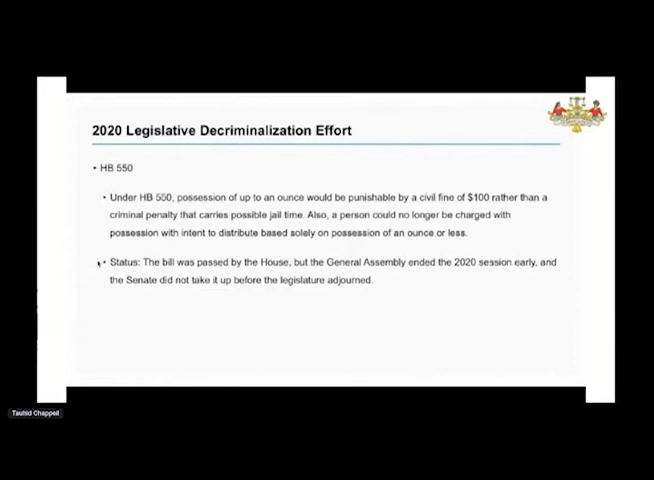 2020 Legislative Decriminalization Effort
• HB 550
• Under HB 550, possession of up to an ounce would be punishable by a civil fine of $100 rather than a
criminal penalty that carries possible jail time. Also, a person could no longer be charged with
possession with intent to distribute based solely on possession of an ounce or less.
• Status: The bill was passed by the House, but the General Assembly ended the 2020 session early, and
the Senate did not take it up before the legislature adjourned.
Tauhid Chappell